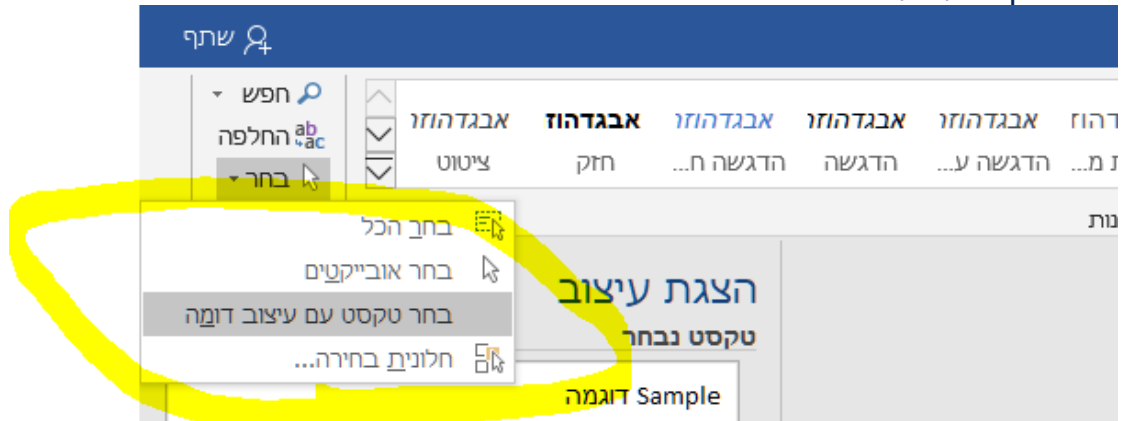 שתף
חפש
החלפה
בחר
אבגדהוזו אבגדהוז אבגדהוזו אבגדהוזו אבגדהוזו
ציטוט חזק הדגשה ח... הדגשה הדגשה ע... ת מ...
נות
בחר הכל
בחר אובייקטים
בחר טקסט עם עיצוב דומה
חלונית בחירה...
הצגת עיצוב
טקסט נבחר
Sample דוגמה